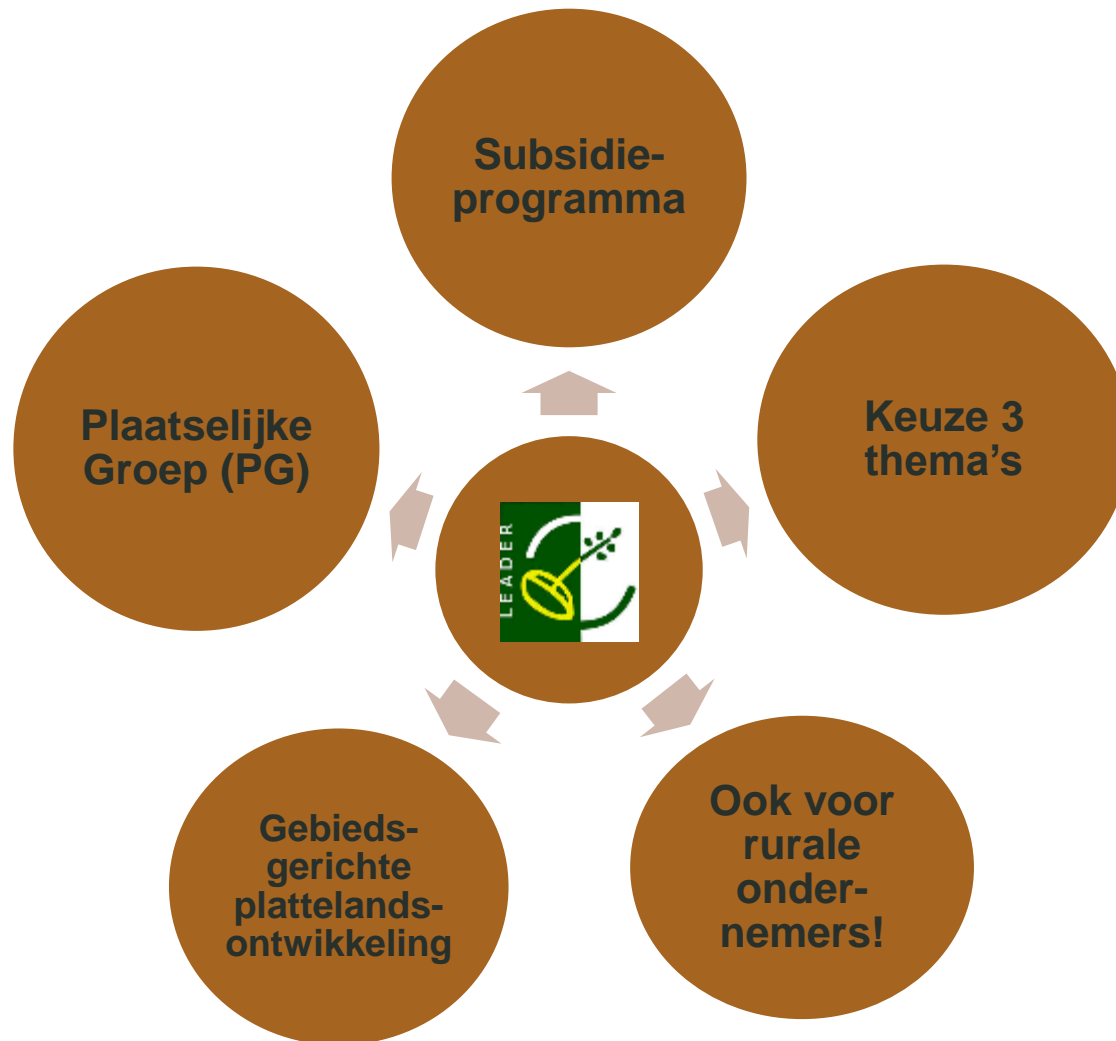 Subsidie-
programma
Plaatselijke
Groep (PG)
Keuze 3
thema's
LEADER
Gebieds-
gerichte
plattelands-
ontwikkeling
Ook voor
rurale
onder-
nemers!